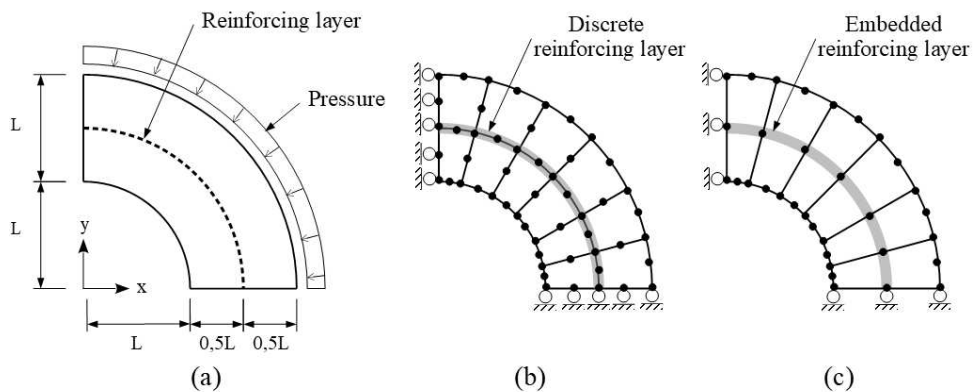 Reinforcing layer
Pressure
L
L
y
x
L
0,5L
0,5L
(a)
Discrete
reinforcing layer
(b)
Embedded
reinforcing layer
(c)